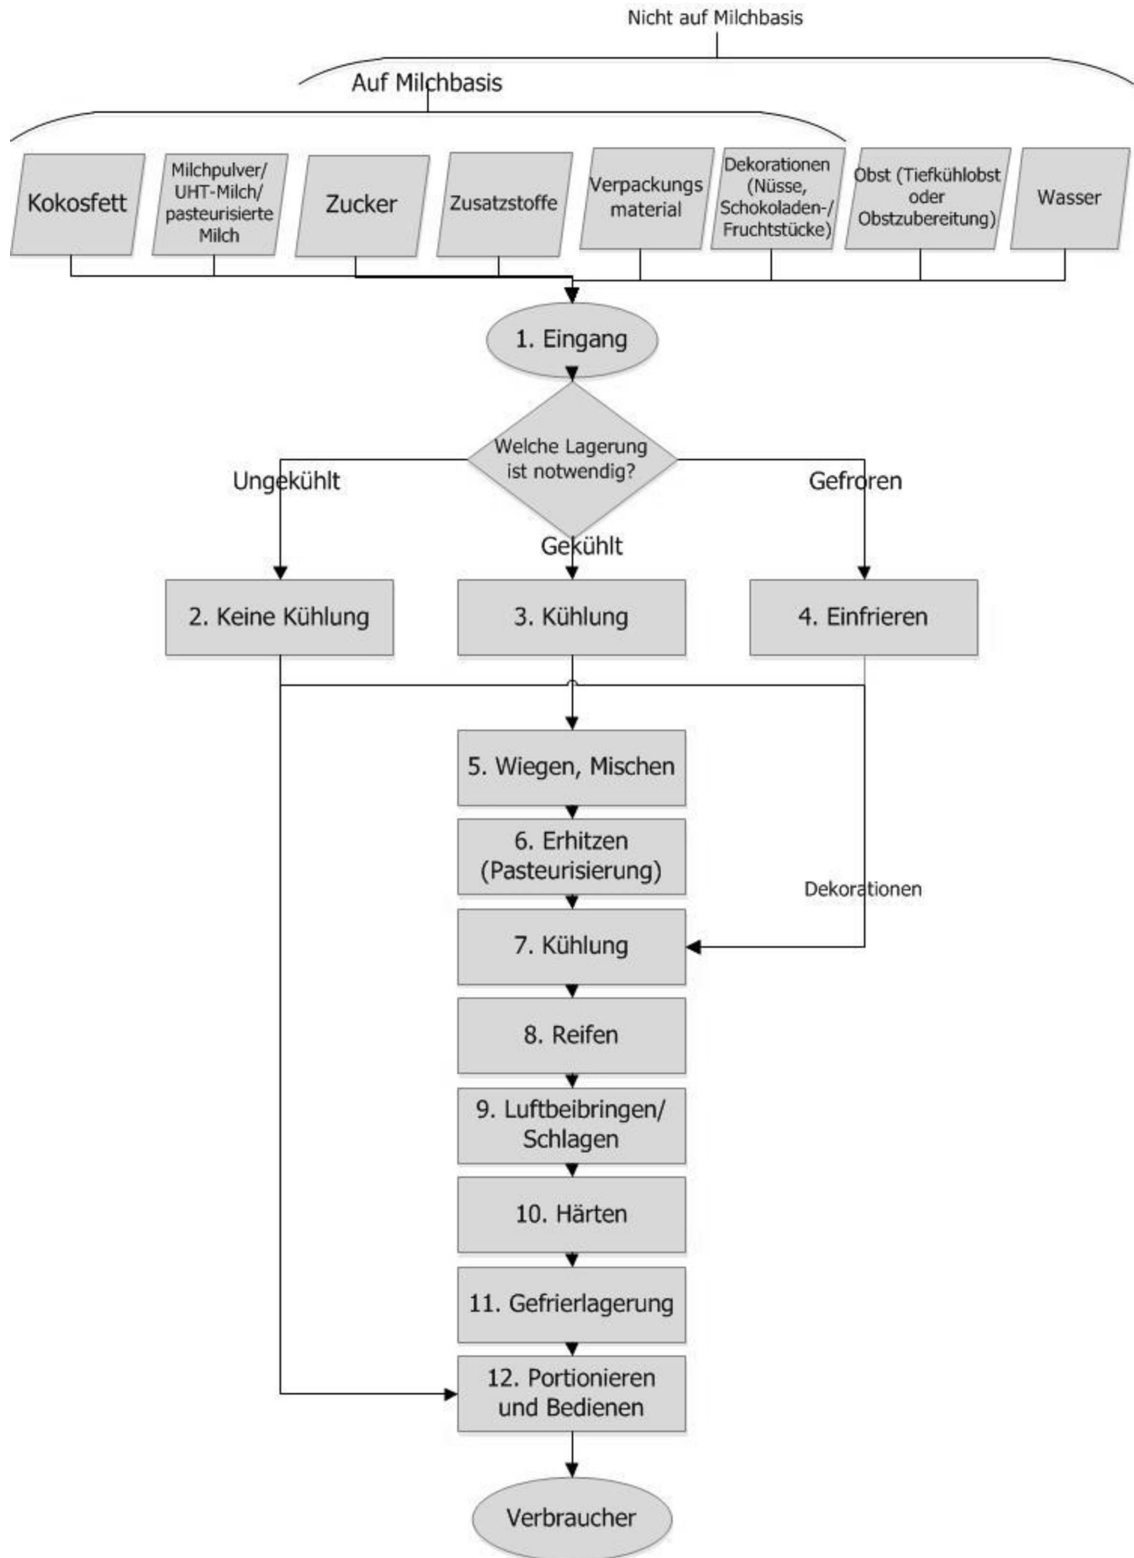 Nicht auf Milchbasis
Auf Milchbasis
Kokosfett
Milchpulver/
UHT-Milch/
pasteurisierte
Milch
Zucker
Zusatzstoffe
Verpackungs
material
Dekorationen
(Nüsse,
Schokoladen-/
Fruchtstücke)
Obst (Tiefkühlobst
oder
Obstzubereitung)
Wasser
1. Eingang
Welche Lagerung
ist notwendig?
Ungekühlt
Gefroren
Gekühlt
2. Keine Kühlung
3. Kühlung
4. Einfrieren
5. Wiegen, Mischen
6. Erhitzen
(Pasteurisierung)
Dekorationen
7. Kühlung
8. Reifen
9. Luftbeibringen/
Schlagen
10. Härten
11. Gefrierlagerung
12. Portionieren
und Bedienen
Verbraucher